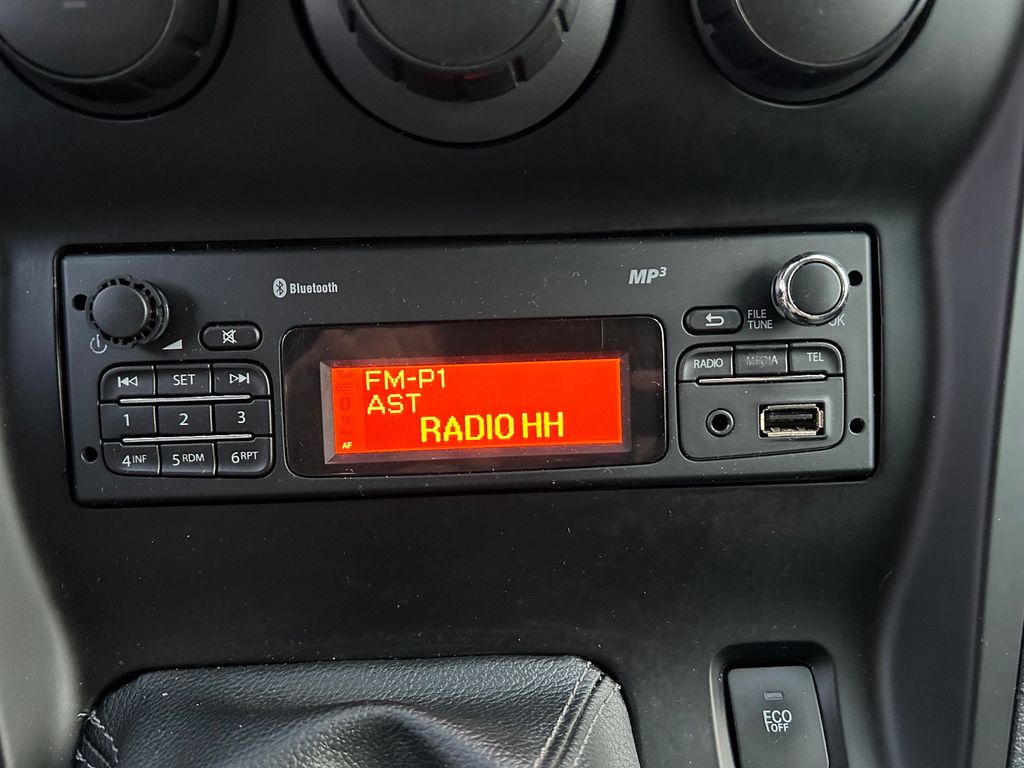 Bluetooth
MP3
FILE
TUNE
OK
SET
1 2 3
4 INF 5 RDM 6 RPT
FM-P1
AST
RADIO HH
AF
RADIO MEDIA TEL
ECO
OFF